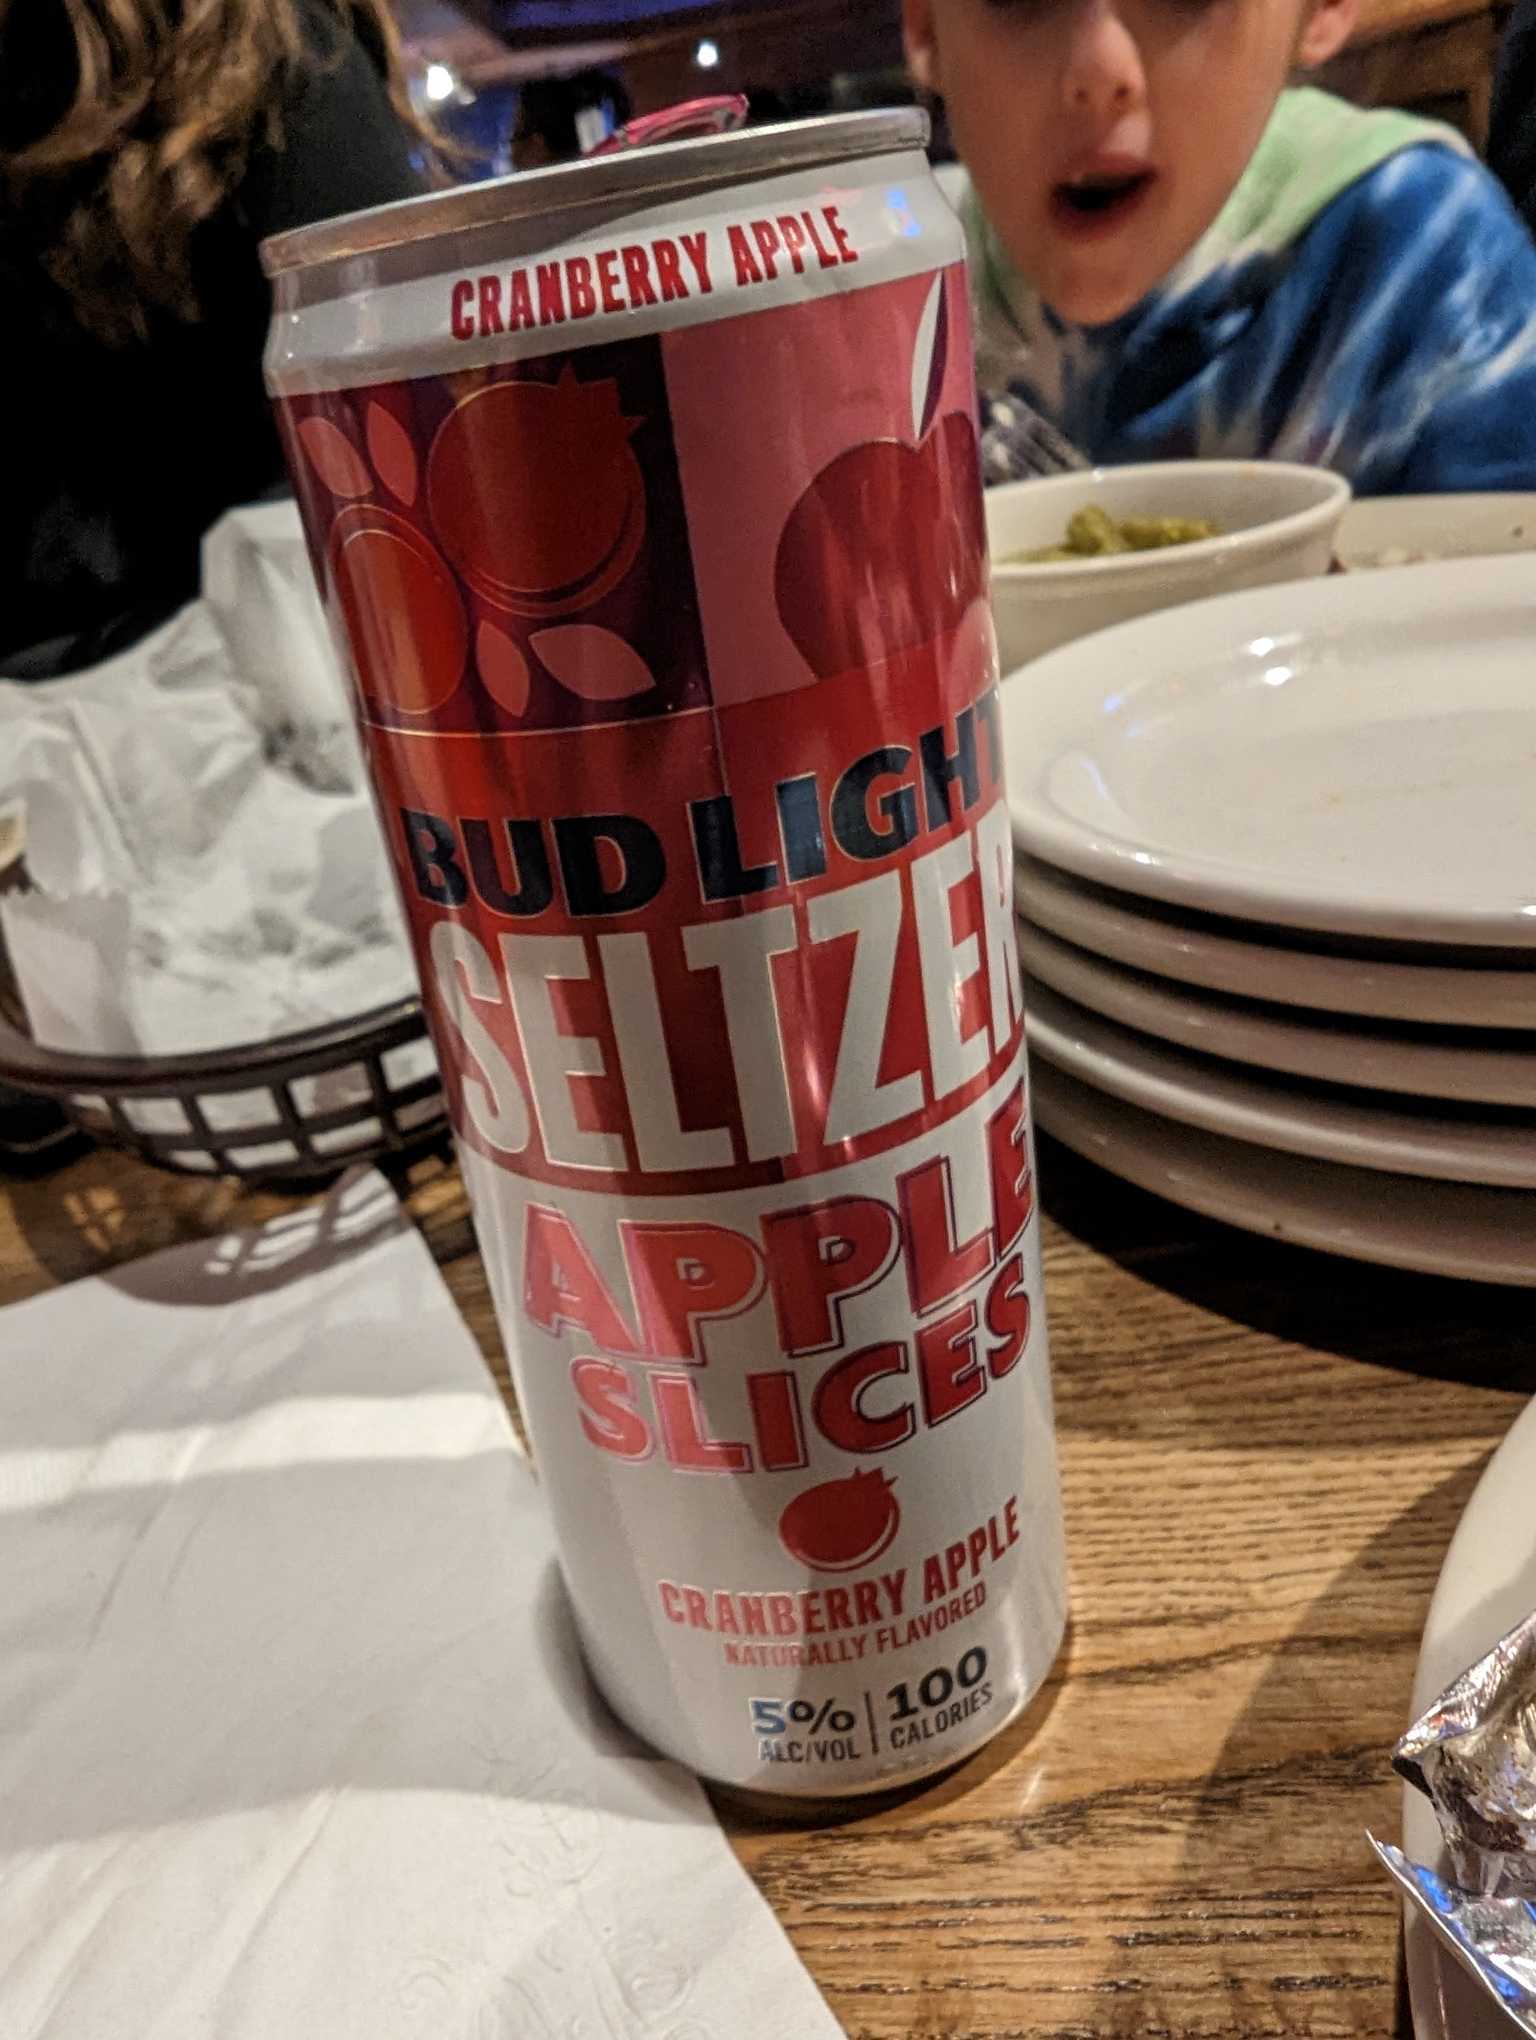 CRANBERRY APPLE
BUD LIGHT
SELTZER
APPLE
SLICES
CRANBERRY APPLE
NATURALLY FLAVORED
5% | 100
ALC/VOL CALORIES